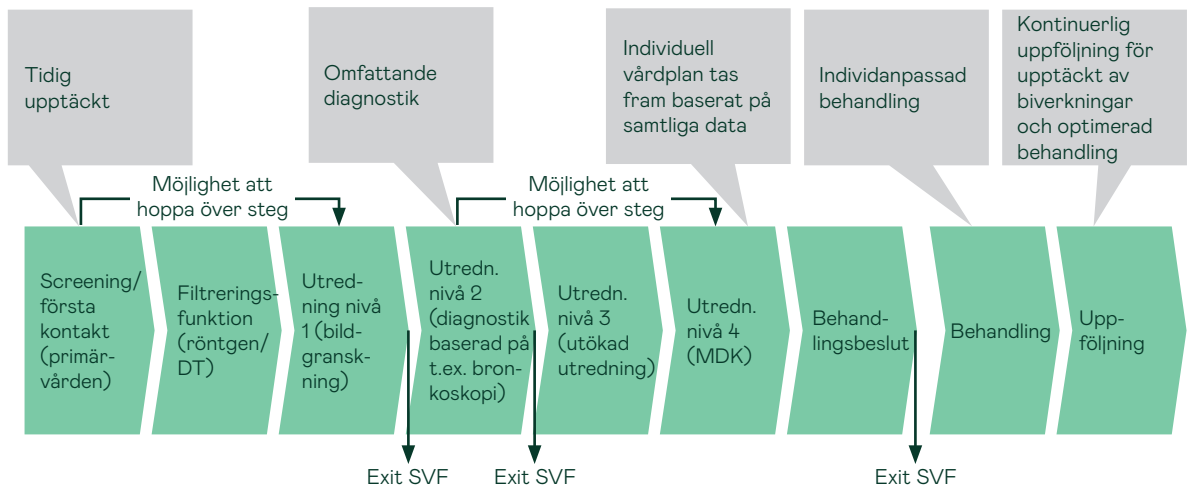 Tidig
upptäckt
Omfattande
diagnostik
Individuell
vårdplan tas
fram baserat på
samtliga data
Individanpassad
behandling
Kontinuerlig
uppföljning för
upptäckt av
biverkningar
och optimerad
behandling
Möjlighet att
hoppa över steg
Möjlighet att
hoppa över steg
Screening/
första
kontakt
(primär-
vården)
Filtrerings-
funktion
(röntgen/
DT)
Utred-
ning nivå
1 (bild-
gransk-
ning)
Utredn.
nivå 2
(diagnostik
baserad på
t.ex. bron-
koskopi)
Utredn.
nivå 3
(utökad
utredning)
Utredn.
nivå 4
(MDK)
Behand-
lingsbeslut
Behandling
Upp-
följning
Exit SVF
Exit SVF
Exit SVF